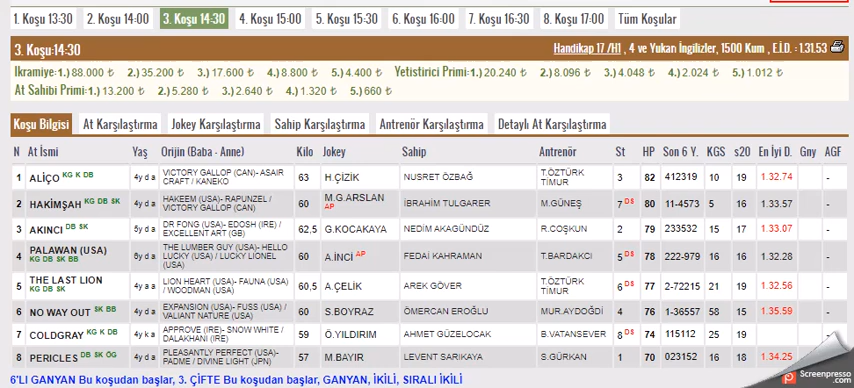 1. Koşu 13:30 2. Koşu 14:00 3. Koşu 14:30 4. Koşu 15:00 5. Koşu 15:30 6. Koşu 16:00 7. Koşu 16:30 8. Koşu 17:00 Tüm Koşular
3. Koşu:14:30 Handikap 17 /H1 , 4 ve Yukarı İngilizler, 1500 Kum , E.İ.D. : 1.31.53
Ikramiye: 1.) 88.000 ₺ 2.) 35.200 ₺ 3.) 17.600 ₺ 4.) 8.800 ₺ 5.) 4.400 ₺ Yetistirici Primi: 1.) 20.240 ₺ 2.) 8.096 ₺ 3.) 4.048 ₺ 4.) 2.024 ₺ 5.) 1.012 ₺
At Sahibi Primi: 1.) 13.200 ₺ 2.) 5.280 ₺ 3.) 2.640 ₺ 4.) 1.320 ₺ 5.) 660 ₺
Koşu Bilgisi At Karşılaştırma Jokey Karşılaştırma Sahip Karşılaştırma Antrenör Karşılaştırma Detaylı At Karşılaştırma
N At İsmi Yaş Orijin (Baba - Anne) Kilo Jokey Sahip Antrenör St HP Son 6 Y. KGS s20 En İyi D. Gny AGF
1 ALİÇO KG K DB 4y d a VICTORY GALLOP (CAN)- ASAIR CRAFT / KANEKO 63 H.ÇİZİK NUSRET ÖZBAĞ T.ÖZTÜRK TIMUR 3 82 412319 10 19 1.32.74 -
2 HAKİMŞAH KG DB SK 4y d a HAKEEM (USA)- RAPUNZEL / VICTORY GALLOP (CAN) 60 M.G.ARSLAN AP İBRAHİM TULGARER M.GÜNEŞ 7 DS 80 11-4573 5 16 1.33.57 -
3 AKINCI DB SK 5y d a DR FONG (USA)- EDOSH (IRE) / EXCELLENT ART (GB) 62,5 G.KOCAKAYA NEDİM AKAGÜNDÜZ R.COŞKUN 2 79 233532 15 17 1.33.07 -
4 PALAWAN (USA) KG DB SK BB 6y d a THE LUMBER GUY (USA)- HELLO LUCKY (USA) / LUCKY LIONEL (USA) 60 A.İNCİ AP FEDAİ KAHRAMAN T.BARDAKCI 5 DS 78 222-979 16 16 1.32.28 -
5 THE LAST LION KG DB SK 4y a a LION HEART (USA)- FAUNA (USA) / WOODMAN (USA) 60,5 A.ÇELİK AREK GÖVER T.ÖZTÜRK TIMUR 6 DS 77 2-72215 21 19 1.32.56 -
6 NO WAY OUT SK BB 4y d a EXPANSION (USA)- FUSS (USA) / VALIANT NATURE (USA) 60 S.BOYRAZ ÖMERCAN EROĞLU MUR.AYDOĞDİ 4 76 1-36557 58 15 1.35.59 -
7 COLDGRAY KG K DB 4y k a APPROVE (IRE)- SNOW WHITE / DALAKHANI (IRE) 59 Ö.YILDIRIM AHMET GÜZELOCAK B.VATANSEVER 8 DS 74 115112 25 19 -
8 PERICLES DB SK ÖG 4y d a PLEASANTLY PERFECT (USA)- PADME / DIVINE LIGHT (JPN) 57 M.BAYIR LEVENT SARIKAYA S.GÜRKAN 1 70 023152 16 18 1.34.25
6'LI GANYAN Bu koşudan başlar, 3. ÇİFTE Bu koşudan başlar, GANYAN, İKİLİ, SIRALI İKİLİ
Screenpresso
.com